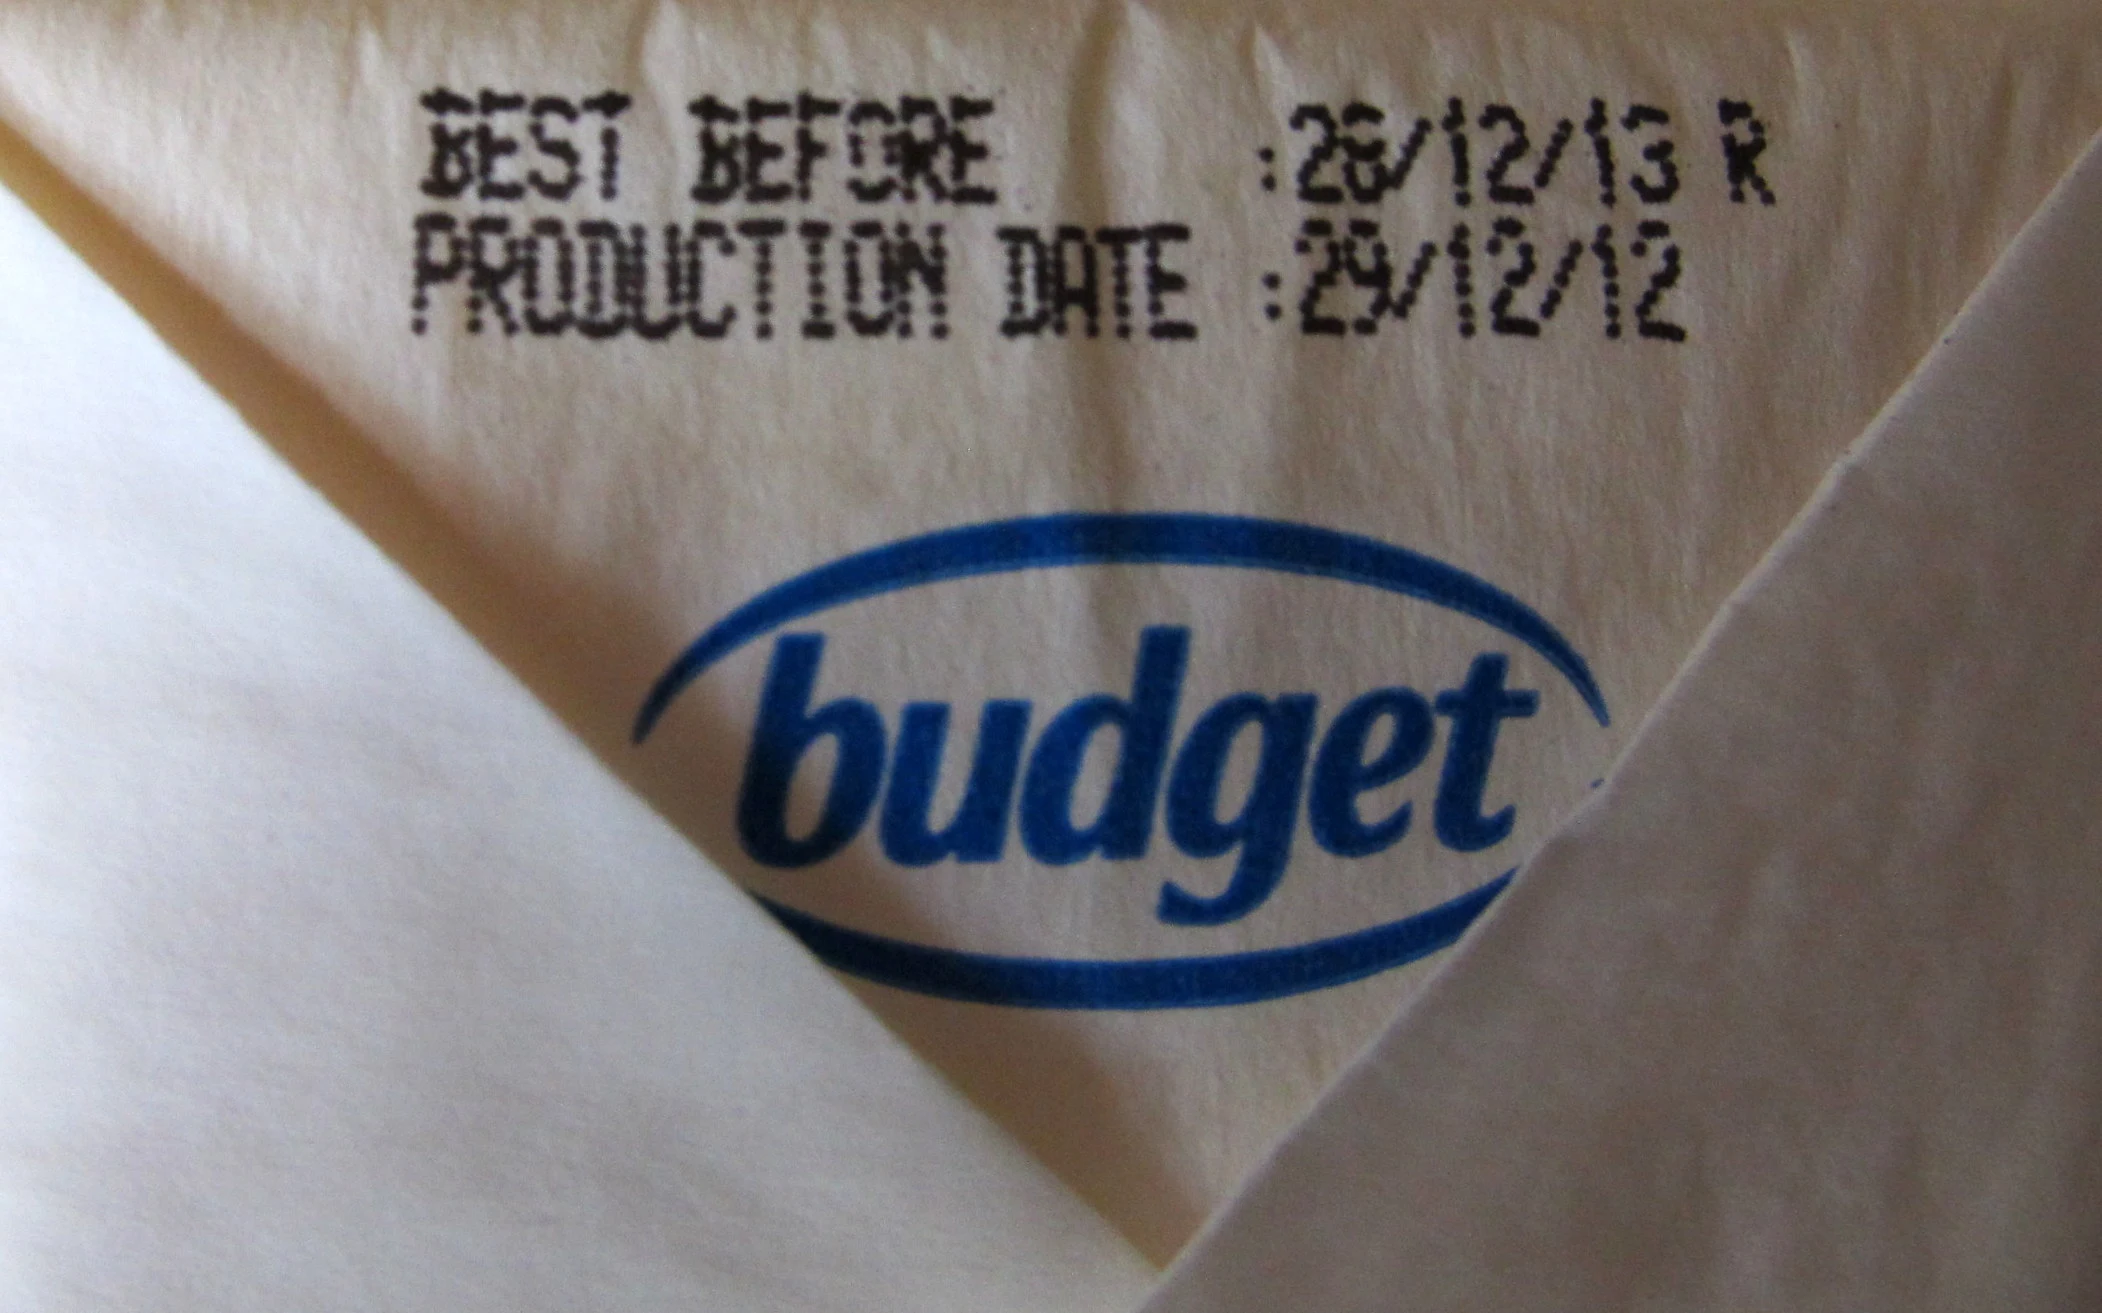 BEST BEFORE :28/12/13 R
PRODUCTION DATE :29/12/12
budget